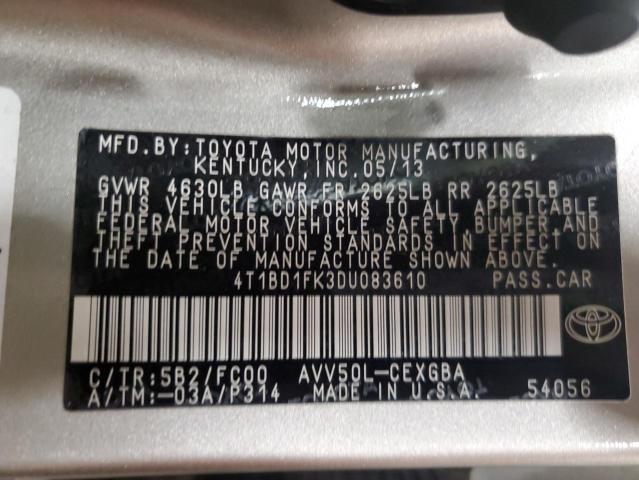 MFD.BY:TOYOTA MOTOR MANUFACTURING,
KENTUCKY,INC.05/13
GVWR 4630LB GAWR FR 2625LB RR 2625LB
THIS VEHICLE CONFORMS TO ALL APPLICABLE
FEDERAL MOTOR VEHICLE SAFETY BUMPER AND
THEFT PREVENTION STANDARDS IN EFFECT ON
THE DATE OF MANUFACTURE SHOWN ABOVE.
4T1BD1FK3DU083610 PASS.CAR
C/TR:5B2/FC00 AVV50L-CEXGBA
A/TM:-03A/P314 MADE IN U.S.A. 54056